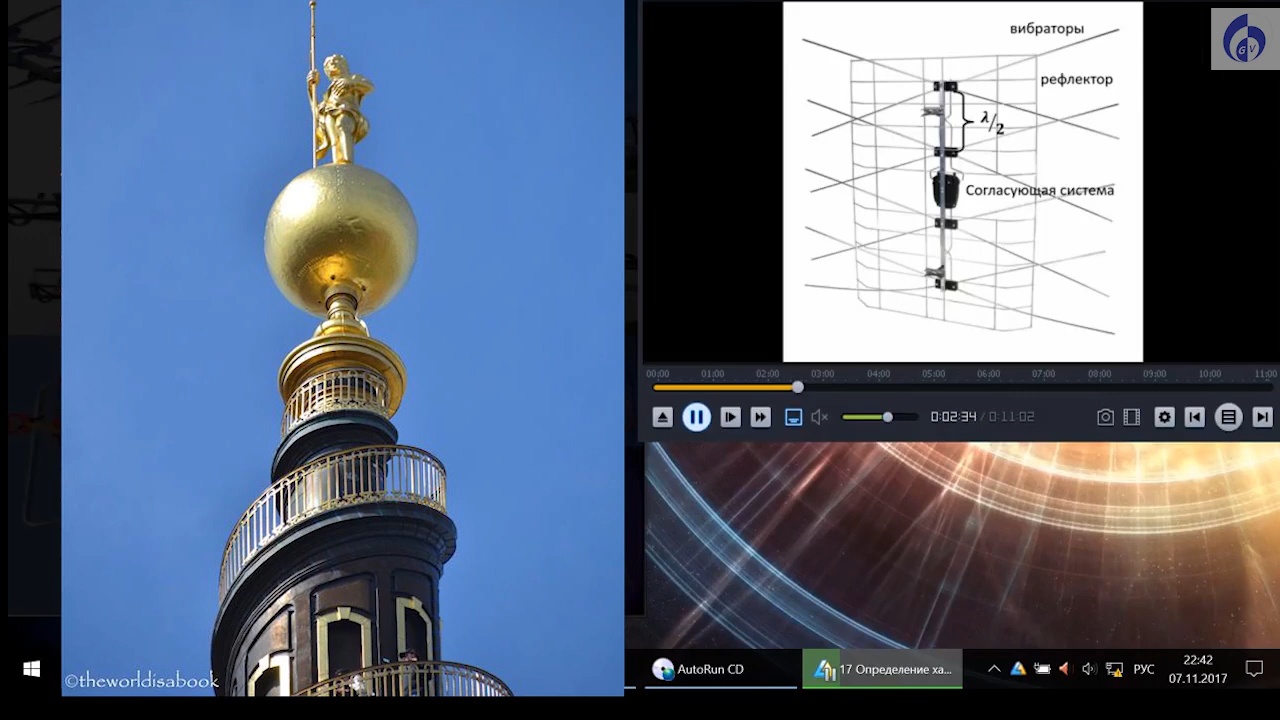 вибраторы
рефлектор
λ/2
Согласующая система
GV
00:00 01:00 02:00 03:00 04:00 05:00 06:00 07:00 08:00 09:00 10:00 11:00
0:02:34 / 0:11:02
©theworldisabook
AutoRun CD
17 Определение ха...
РУС
22:42
07.11.2017